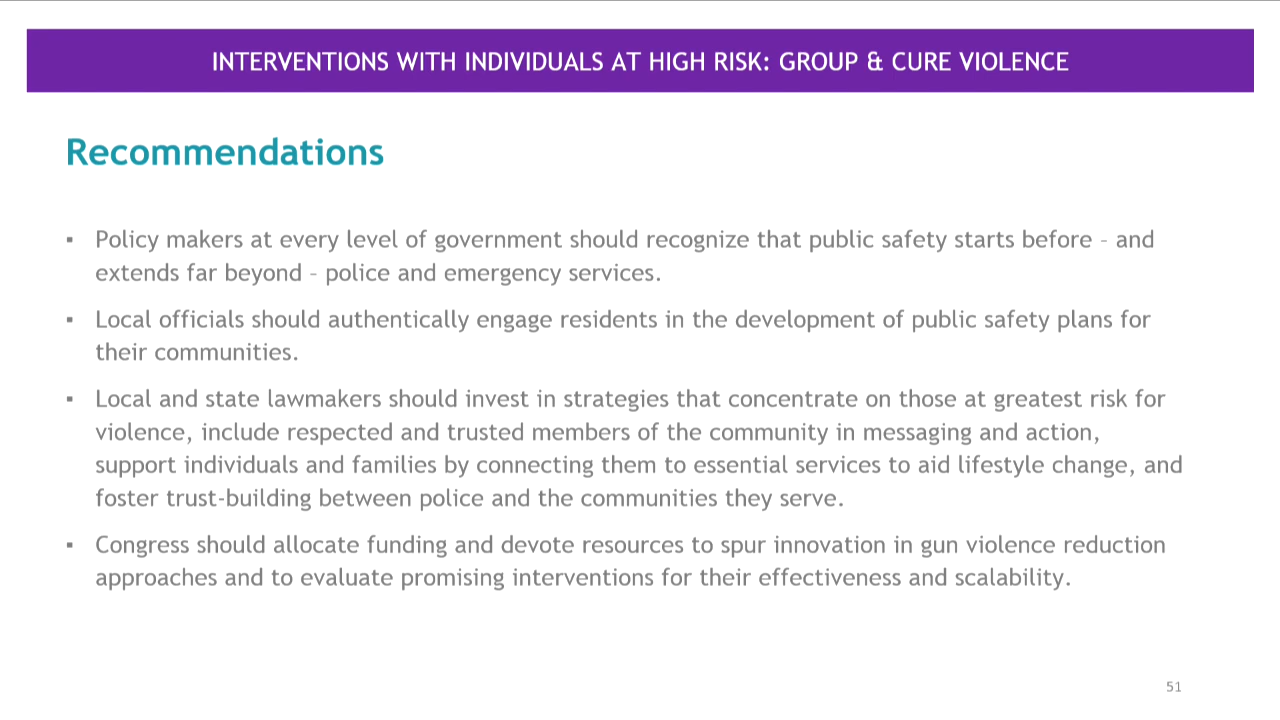 INTERVENTIONS WITH INDIVIDUALS AT HIGH RISK: GROUP & CURE VIOLENCE
Recommendations
▪ Policy makers at every level of government should recognize that public safety starts before – and
extends far beyond – police and emergency services.
▪ Local officials should authentically engage residents in the development of public safety plans for
their communities.
▪ Local and state lawmakers should invest in strategies that concentrate on those at greatest risk for
violence, include respected and trusted members of the community in messaging and action,
support individuals and families by connecting them to essential services to aid lifestyle change, and
foster trust-building between police and the communities they serve.
▪ Congress should allocate funding and devote resources to spur innovation in gun violence reduction
approaches and to evaluate promising interventions for their effectiveness and scalability.
51